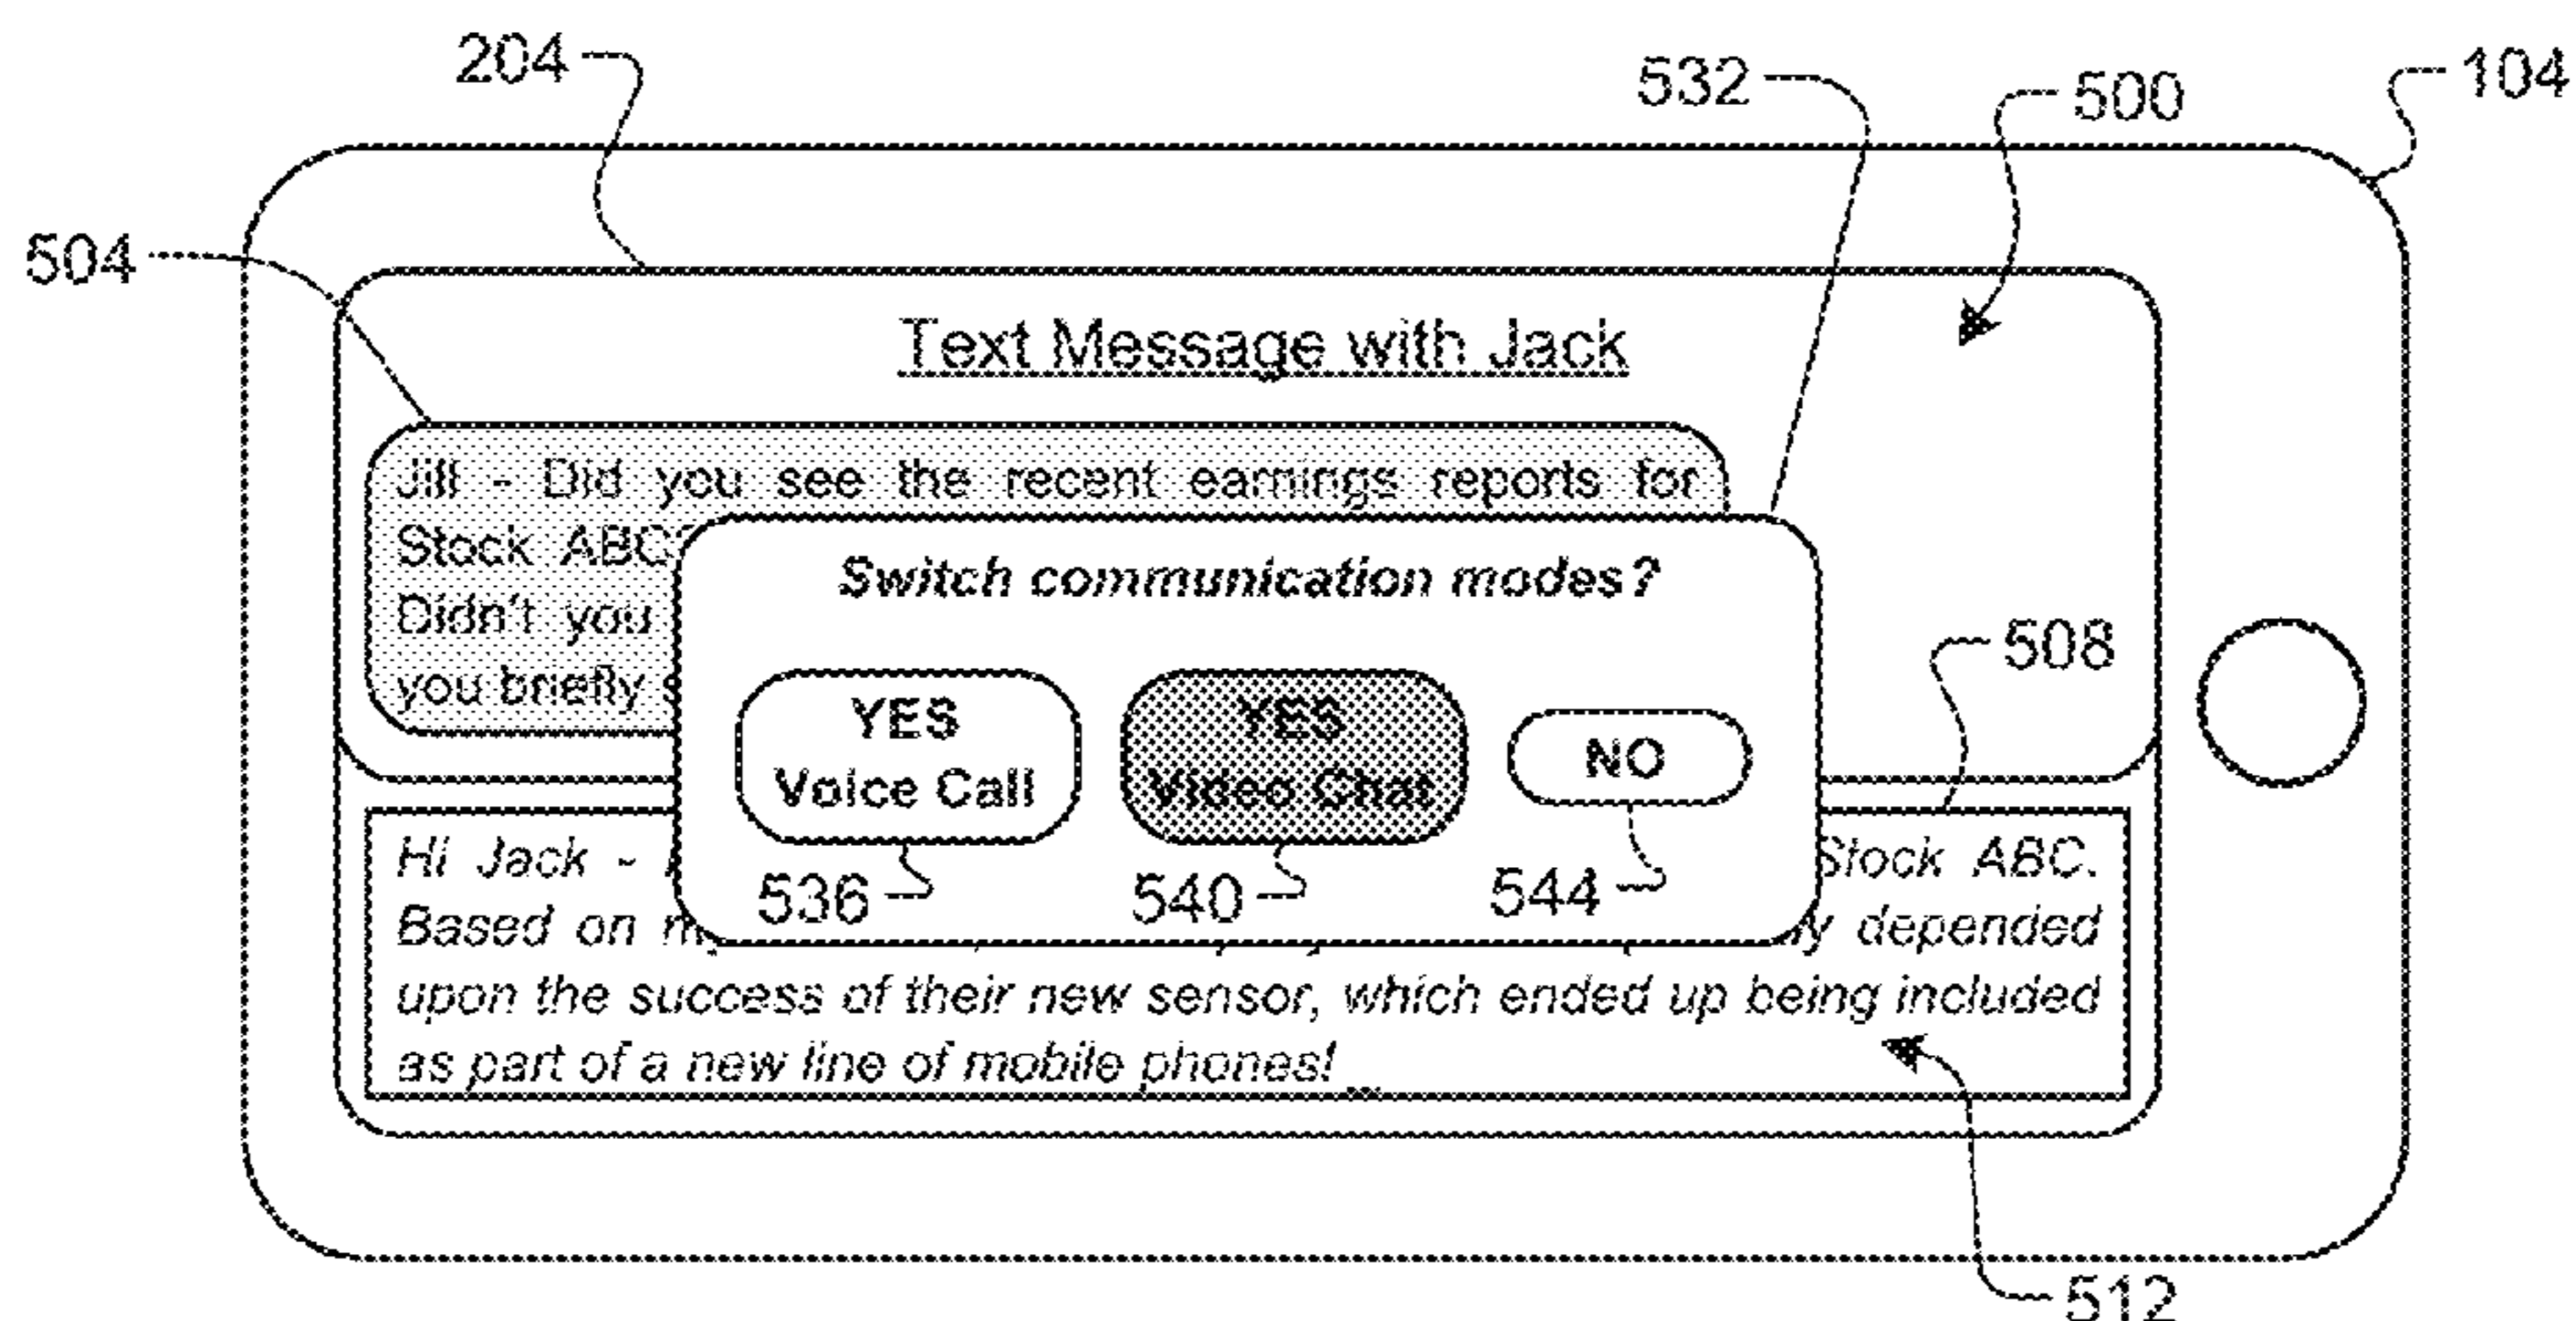 204
532
500
104
504
Text Message with Jack
Jill - Did you see the recent earnings reports for
Stock ABC
Didn't you
you briefly
Switch communication modes?
508
YES
Voice Call
YES
Video Chat
NO
536
540
544
Hi Jack - Stock ABC.
Based on depended
upon the success of their new sensor, which ended up being included
as part of a new line of mobile phones! _
512